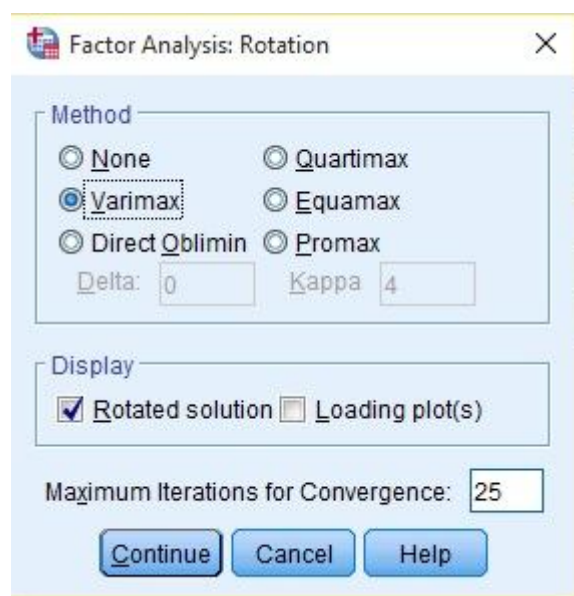 Factor Analysis: Rotation
Method
None Quartimax
Varimax Equamax
Direct Oblimin Promax
Delta: 0 Kappa 4
Display
Rotated solution Loading plot(s)
Maximum Iterations for Convergence: 25
Continue Cancel Help